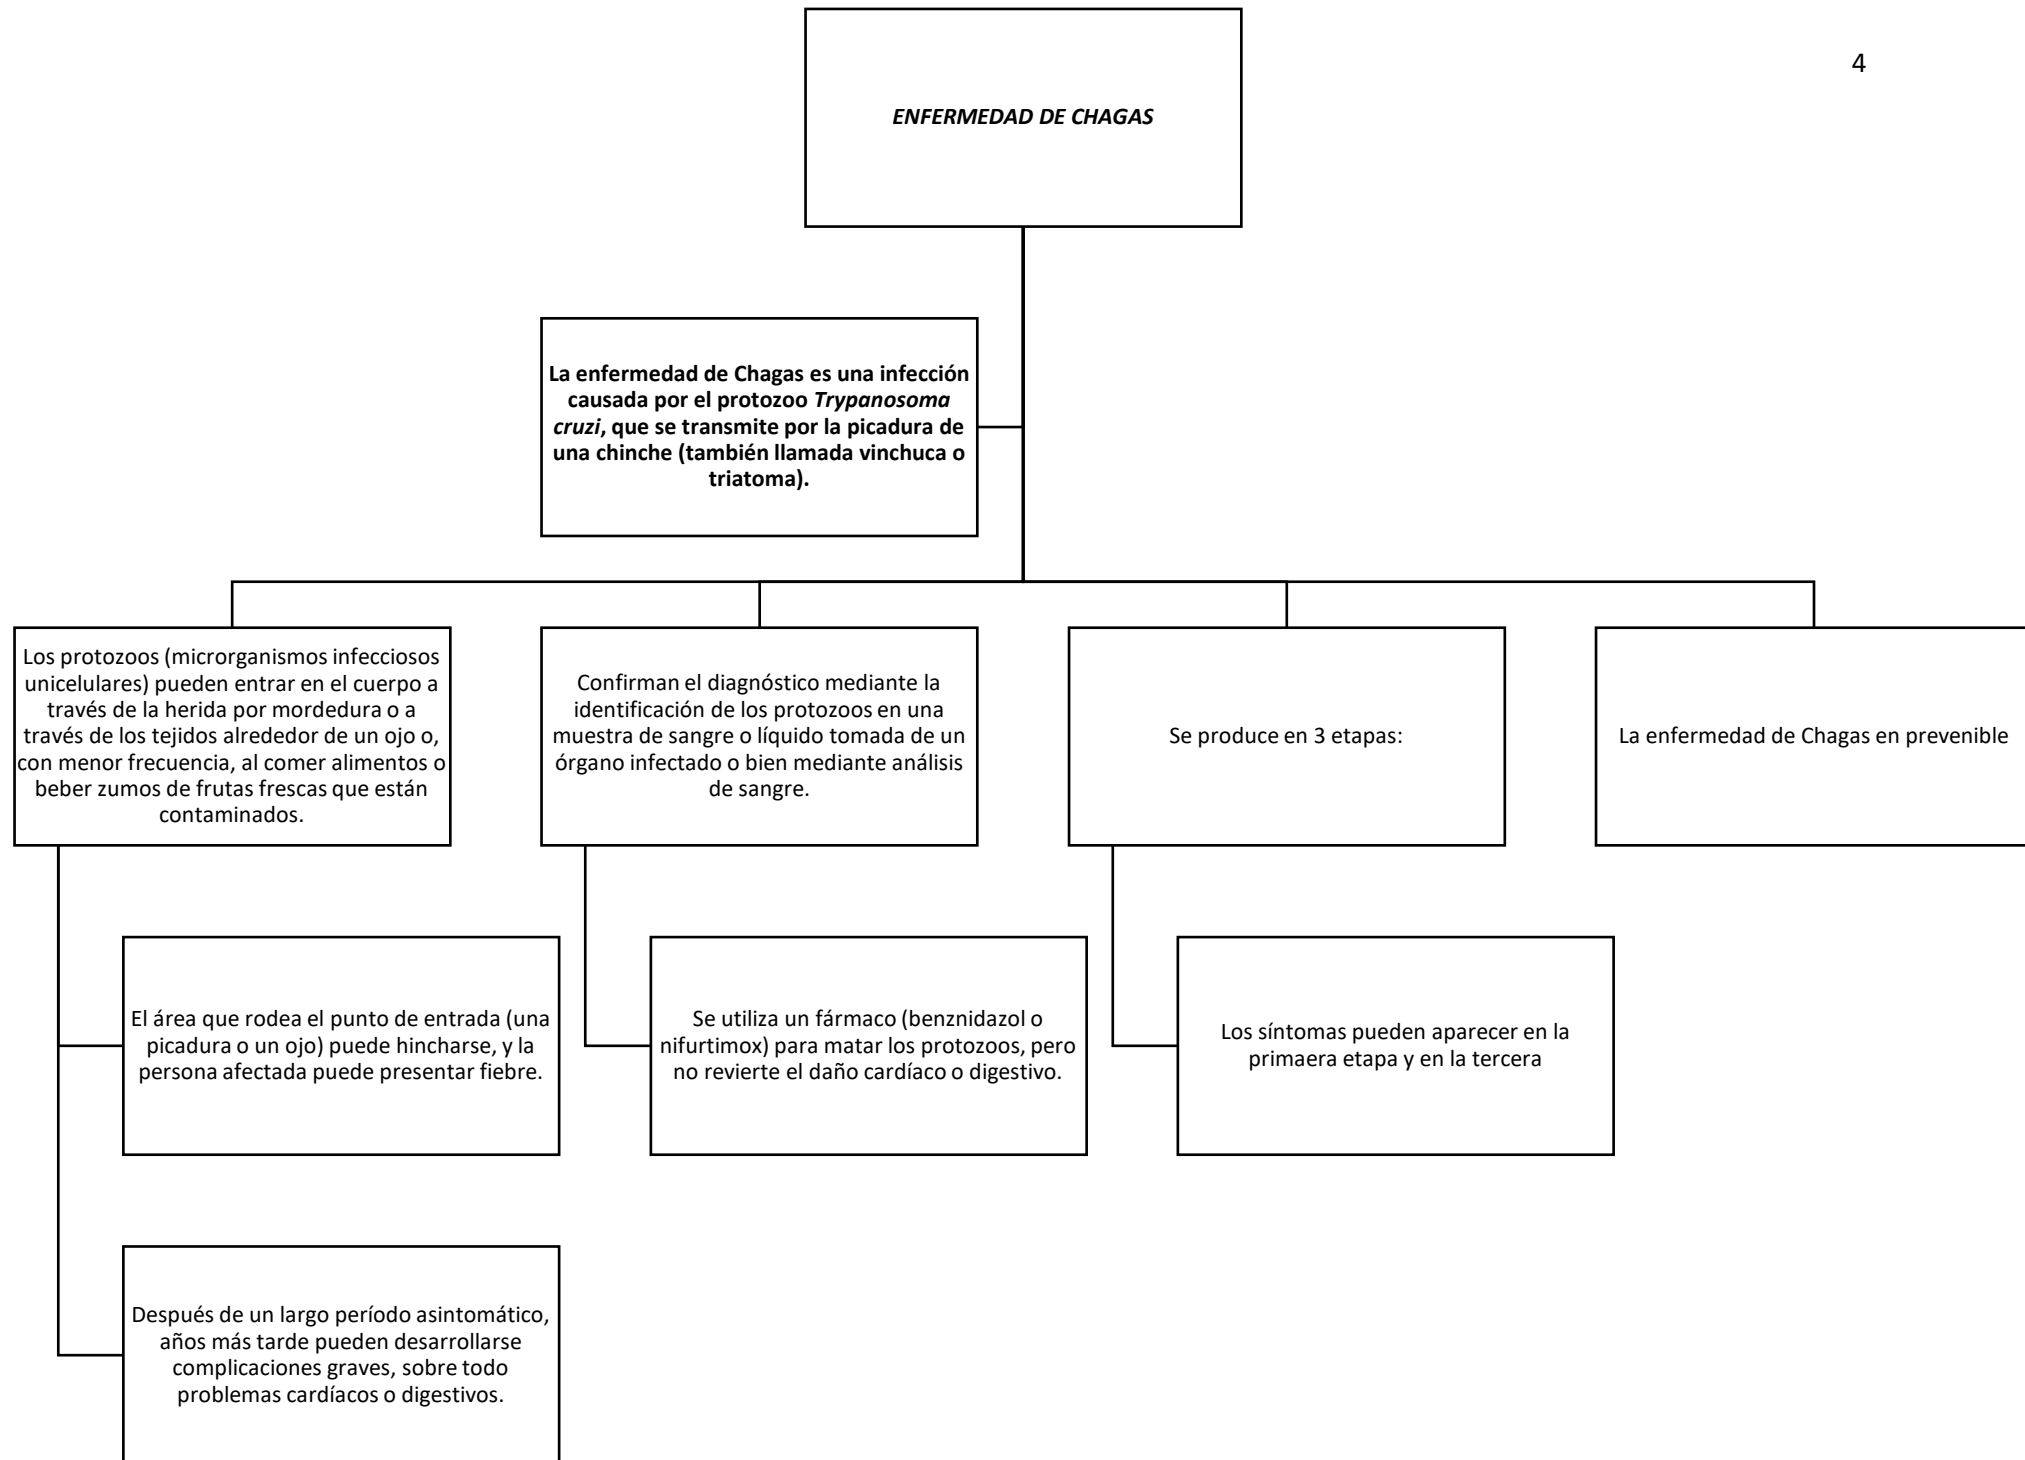 4
ENFERMEDAD DE CHAGAS
La enfermedad de Chagas es una infección
causada por el protozoo Trypanosoma
cruzi, que se transmite por la picadura de
una chinche (también llamada vinchuca o
triatoma).
Los protozoos (microrganismos infecciosos
unicelulares) pueden entrar en el cuerpo a
través de la herida por mordedura o a
través de los tejidos alrededor de un ojo o,
con menor frecuencia, al comer alimentos o
beber zumos de frutas frescas que están
contaminados.
El área que rodea el punto de entrada (una
picadura o un ojo) puede hincharse, y la
persona afectada puede presentar fiebre.
Después de un largo período asintomático,
años más tarde pueden desarrollarse
complicaciones graves, sobre todo
problemas cardíacos o digestivos.
Confirman el diagnóstico mediante la
identificación de los protozoos en una
muestra de sangre o líquido tomada de un
órgano infectado o bien mediante análisis
de sangre.
Se utiliza un fármaco (benznidazol o
nifurtimox) para matar los protozoos, pero
no revierte el daño cardíaco o digestivo.
Se produce en 3 etapas:
Los síntomas pueden aparecer en la
primaera etapa y en la tercera
La enfermedad de Chagas en prevenible